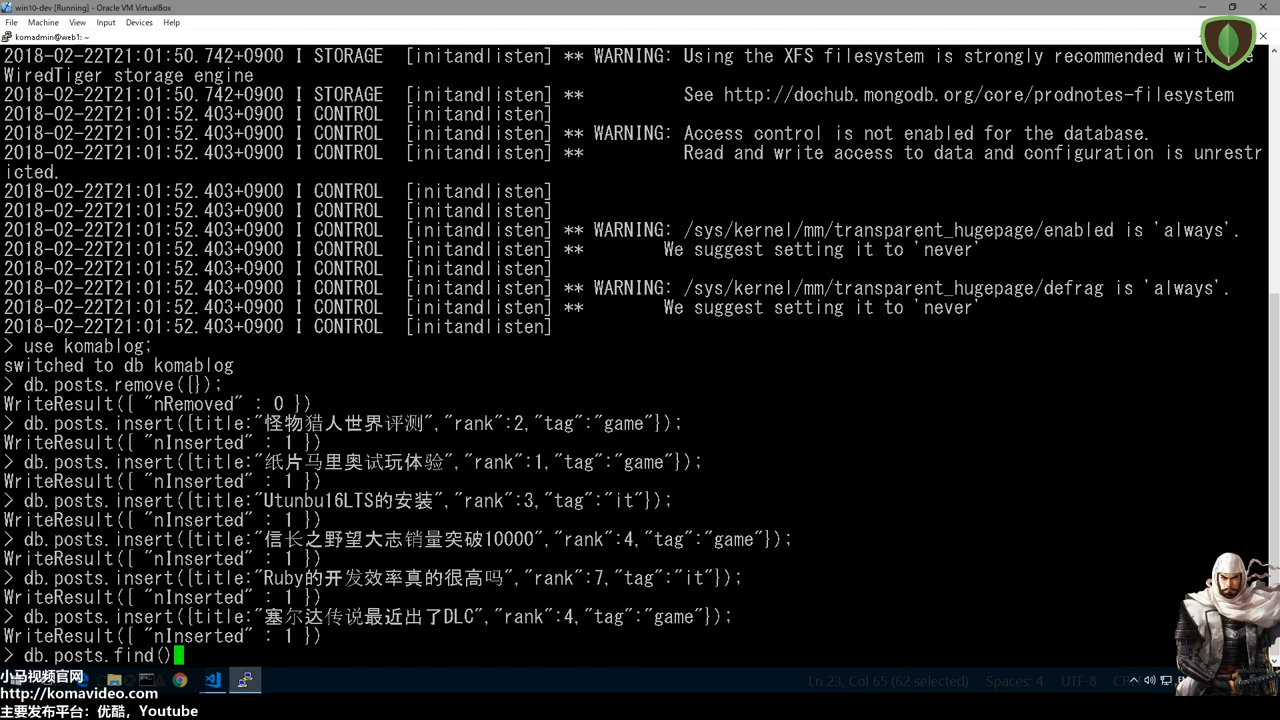 win10-dev [Running] - Oracle VM VirtualBox
File Machine View Input Devices Help
komadmin@web1: ~
2018-02-22T21:01:50.742+0900 I STORAGE [initandlisten] ** WARNING: Using the XFS filesystem is strongly recommended with e
WiredTiger storage engine
2018-02-22T21:01:50.742+0900 I STORAGE [initandlisten] ** See http://dochub.mongodb.org/core/prodnotes-filesystem
2018-02-22T21:01:52.403+0900 I CONTROL [initandlisten]
2018-02-22T21:01:52.403+0900 I CONTROL [initandlisten] ** WARNING: Access control is not enabled for the database.
2018-02-22T21:01:52.403+0900 I CONTROL [initandlisten] ** Read and write access to data and configuration is unrestr
icted.
2018-02-22T21:01:52.403+0900 I CONTROL [initandlisten]
2018-02-22T21:01:52.403+0900 I CONTROL [initandlisten]
2018-02-22T21:01:52.403+0900 I CONTROL [initandlisten] ** WARNING: /sys/kernel/mm/transparent_hugepage/enabled is 'always'.
2018-02-22T21:01:52.403+0900 I CONTROL [initandlisten] ** We suggest setting it to 'never'
2018-02-22T21:01:52.403+0900 I CONTROL [initandlisten]
2018-02-22T21:01:52.403+0900 I CONTROL [initandlisten] ** WARNING: /sys/kernel/mm/transparent_hugepage/defrag is 'always'.
2018-02-22T21:01:52.403+0900 I CONTROL [initandlisten] ** We suggest setting it to 'never'
2018-02-22T21:01:52.403+0900 I CONTROL [initandlisten]
> use komablog;
switched to db komablog
> db.posts.remove({});
WriteResult({ "nRemoved" : 0 })
> db.posts.insert({title:"怪物猎人世界评测","rank":2,"tag":"game"});
WriteResult({ "nInserted" : 1 })
> db.posts.insert({title:"纸片马里奥试玩体验","rank":1,"tag":"game"});
WriteResult({ "nInserted" : 1 })
> db.posts.insert({title:"Utunbu16LTS的安装","rank":3,"tag":"it"});
WriteResult({ "nInserted" : 1 })
> db.posts.insert({title:"信长之野望大志销量突破10000","rank":4,"tag":"game"});
WriteResult({ "nInserted" : 1 })
> db.posts.insert({title:"Ruby的开发效率真的很高吗","rank":7,"tag":"it"});
WriteResult({ "nInserted" : 1 })
> db.posts.insert({title:"塞尔达传说最近出了DLC","rank":4,"tag":"game"});
WriteResult({ "nInserted" : 1 })
> db.posts.find()
小马视频官网
http://komavideo.com
主要发布平台：优酷，Youtube
Ln 23, Col 65 (62 selected) Spaces: 4 UTF-8